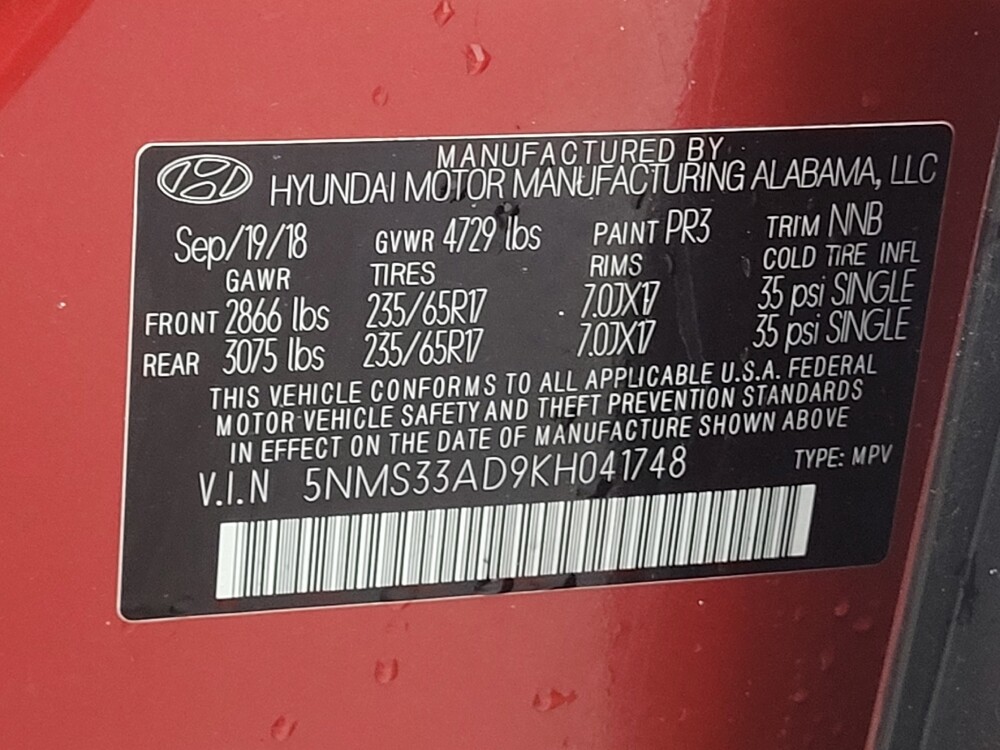 MANUFACTURED BY
HYUNDAI MOTOR MANUFACTURING ALABAMA, LLC
Sep/19/18 GVWR 4729 lbs PAINT PR3 TRIM NNB
GAWR TIRES RIMS COLD TIRE INFL
FRONT 2866 lbs 235/65R17 7.0JX17 35 psi SINGLE
REAR 3075 lbs 235/65R17 7.0JX17 35 psi SINGLE
THIS VEHICLE CONFORMS TO ALL APPLICABLE U.S.A. FEDERAL
MOTOR-VEHICLE SAFETY AND THEFT PREVENTION STANDARDS
IN EFFECT ON THE DATE OF MANUFACTURE SHOWN ABOVE
V.I.N 5NMS33AD9KH041748 TYPE: MPV